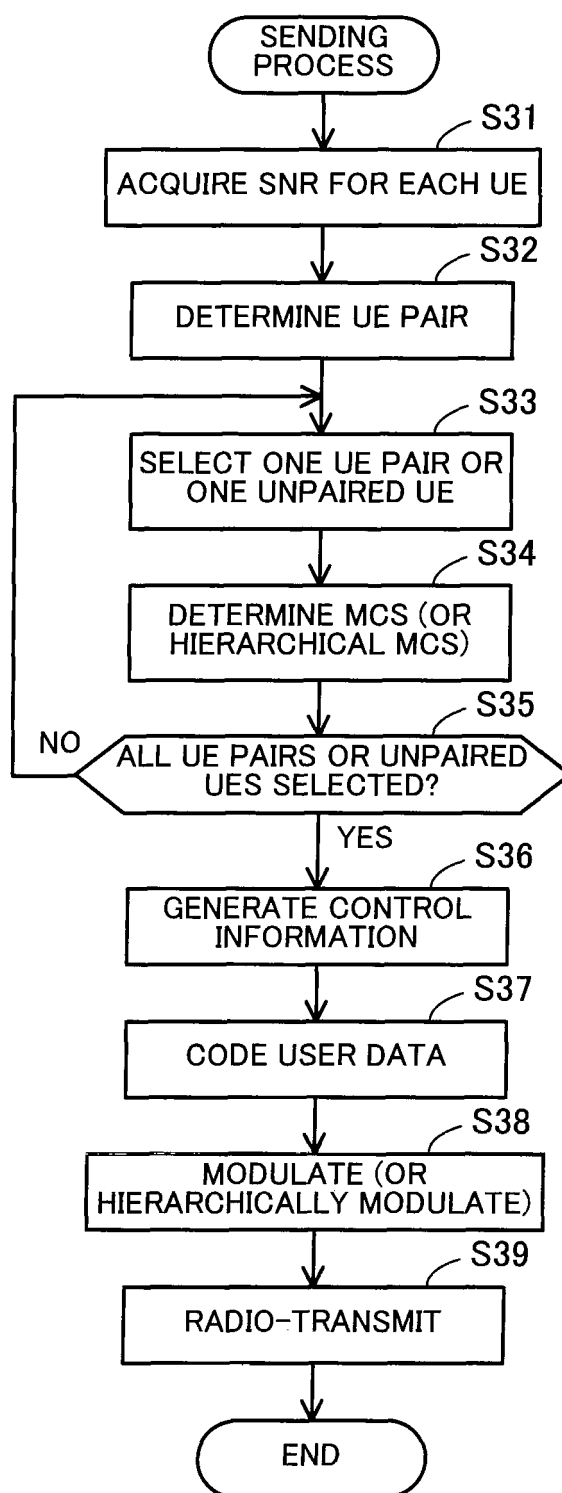 SENDING
PROCESS
S31
ACQUIRE SNR FOR EACH UE
S32
DETERMINE UE PAIR
S33
SELECT ONE UE PAIR OR
ONE UNPAIRED UE
S34
DETERMINE MCS (OR
HIERARCHICAL MCS)
S35
NO
ALL UE PAIRS OR UNPAIRED
UES SELECTED?
YES
S36
GENERATE CONTROL
INFORMATION
S37
CODE USER DATA
S38
MODULATE (OR
HIERARCHICALLY MODULATE)
S39
RADIO-TRANSMIT
END